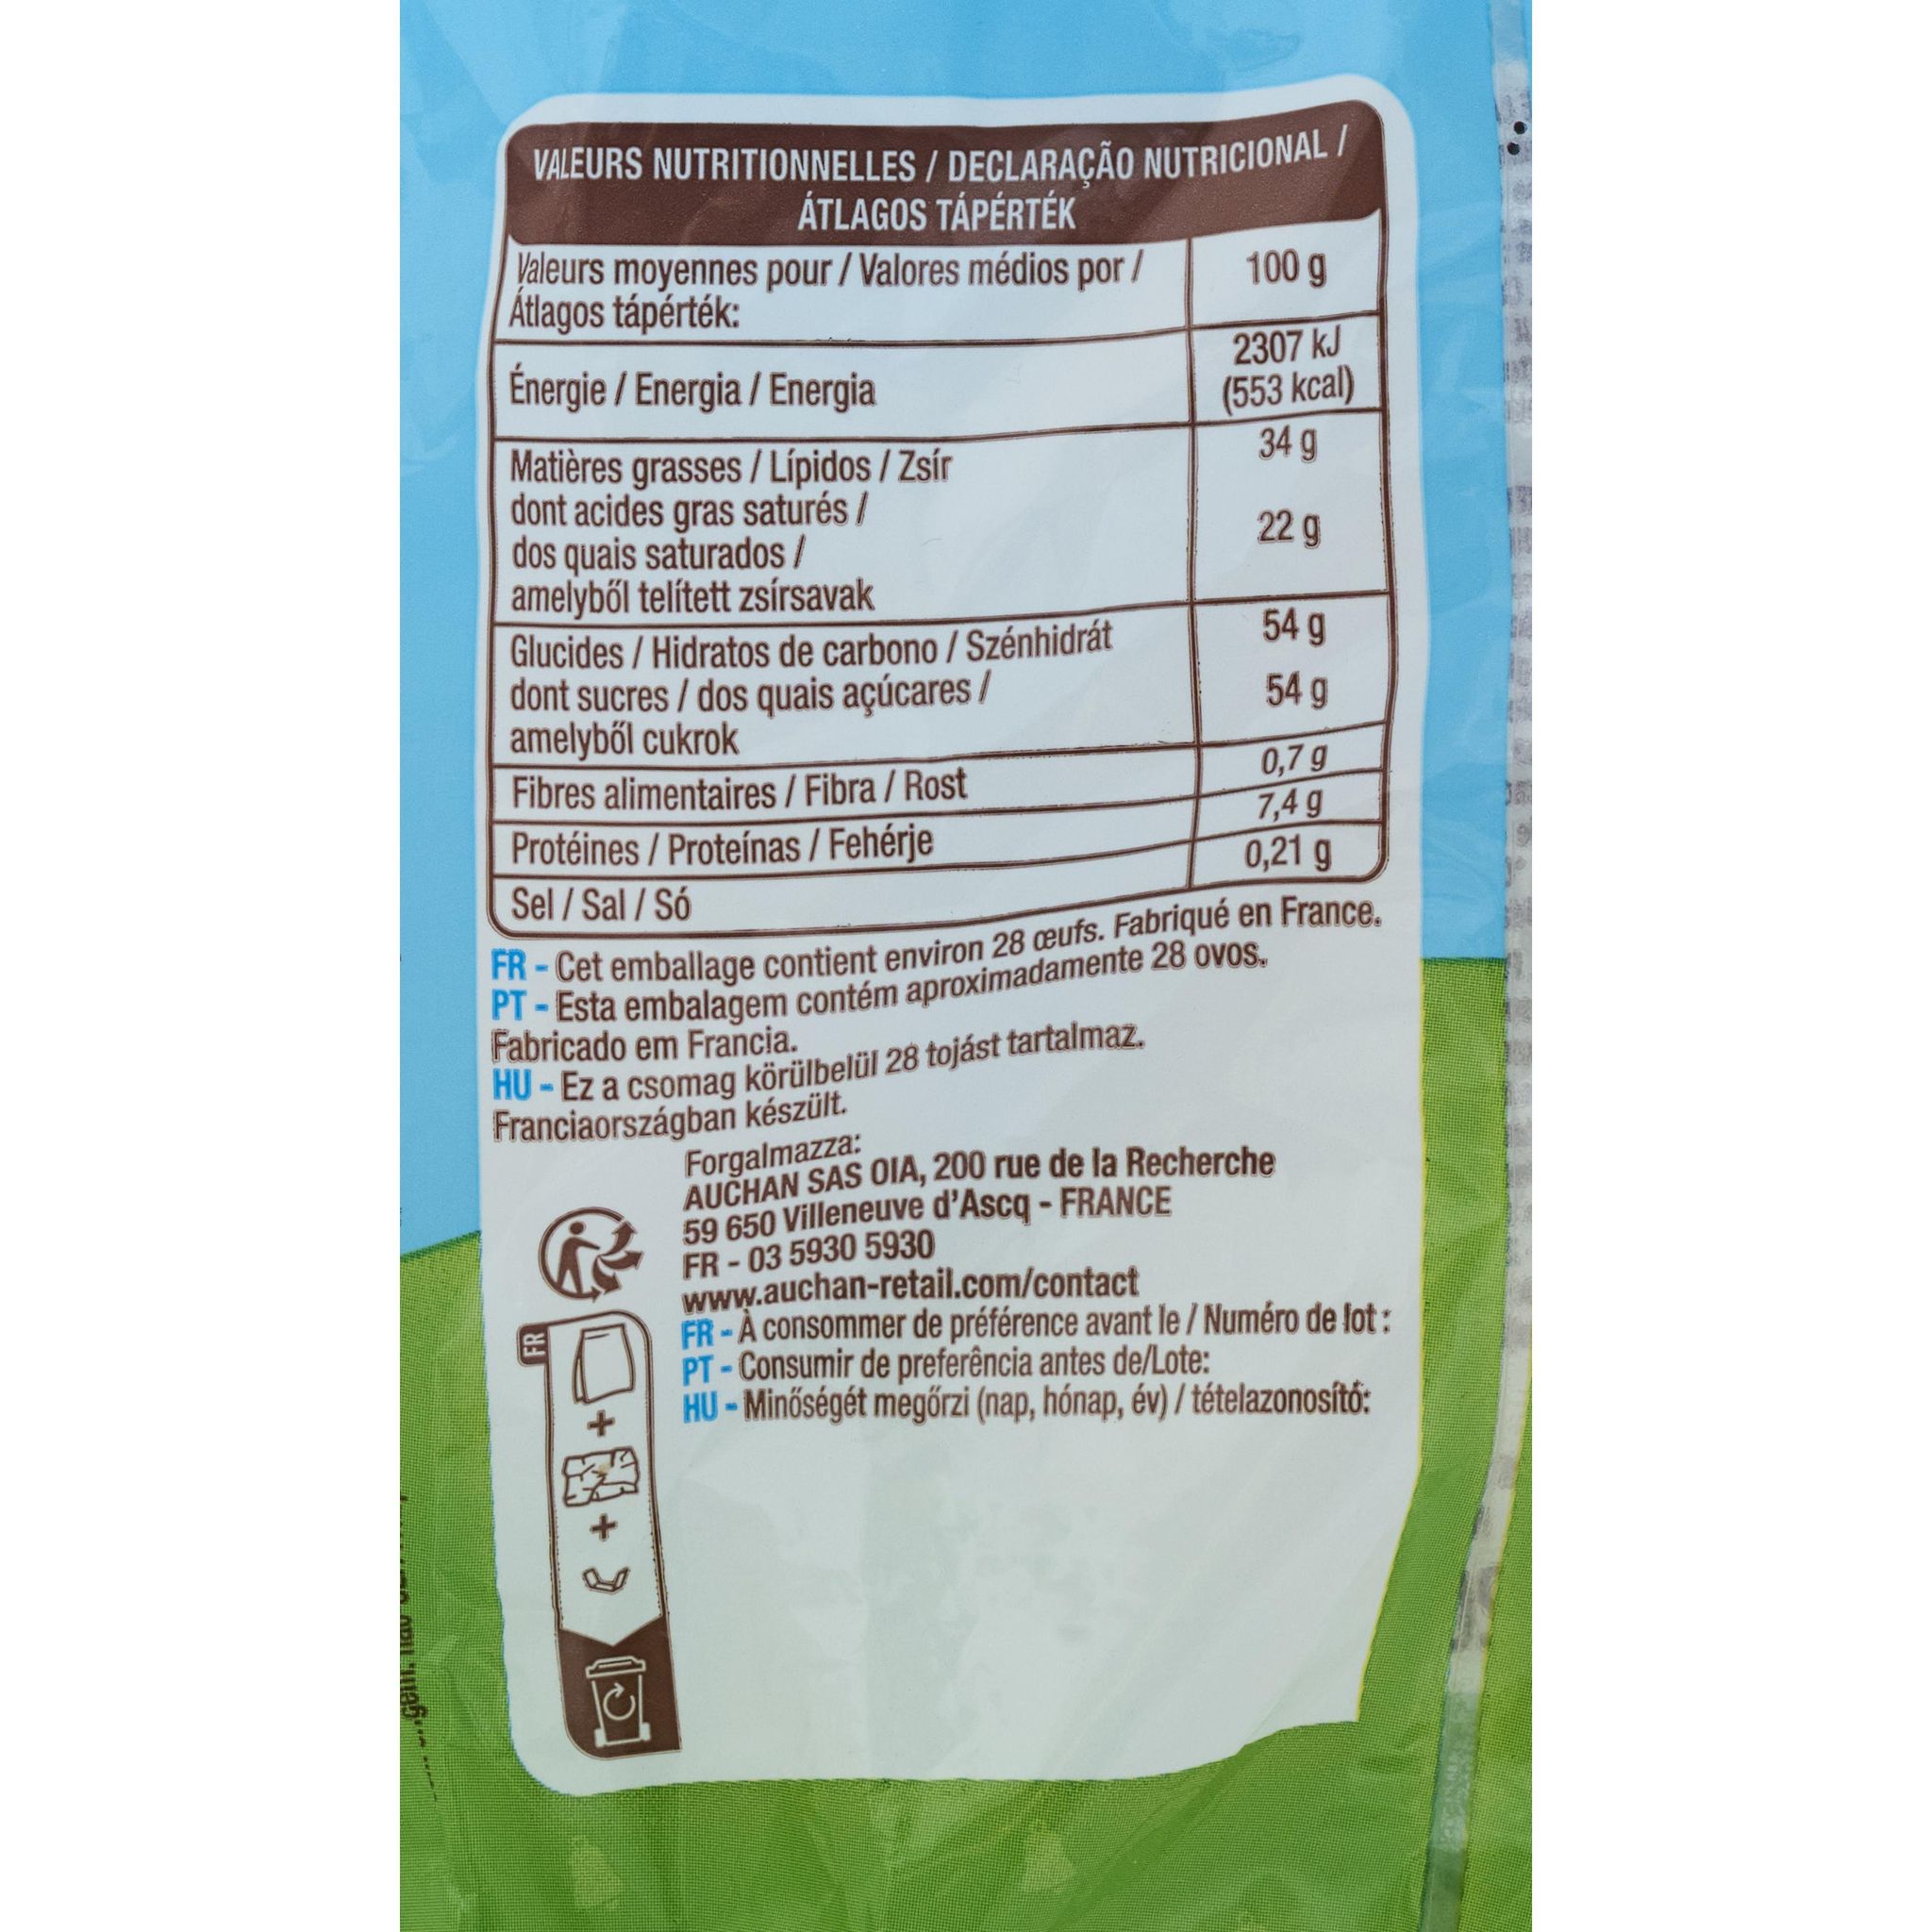 VALEURS NUTRITIONNELLES / DECLARAÇÃO NUTRICIONAL /
ÁTLAGOS TÁPÉRTÉK
Valeurs moyennes pour / Valores médios por / 100 g
Átlagos tápérték:
Énergie / Energia / Energia 2307 kJ
(553 kcal)
Matières grasses / Lípidos / Zsír 34 g
dont acides gras saturés / 22 g
dos quais saturados /
amelyből telített zsírsavak
Glucides / Hidratos de carbono / Szénhidrát 54 g
dont sucres / dos quais açúcares / 54 g
amelyből cukrok
Fibres alimentaires / Fibra / Rost 0,7 g
Protéines / Proteínas / Fehérje 7,4 g
Sel / Sal / Só 0,21 g
FR - Cet emballage contient environ 28 œufs. Fabriqué en France.
PT - Esta embalagem contém aproximadamente 28 ovos.
Fabricado em Francia.
HU - Ez a csomag körülbelül 28 tojást tartalmaz.
Franciaországban készült.
Forgalmazza:
AUCHAN SAS OIA, 200 rue de la Recherche
59 650 Villeneuve d'Ascq - FRANCE
FR - 03 5930 5930
www.auchan-retail.com/contact
FR - À consommer de préférence avant le / Numéro de lot :
PT - Consumir de preferência antes de/Lote:
HU - Minőségét megőrzi (nap, hónap, év) / tételazonosító:
FR
+
+